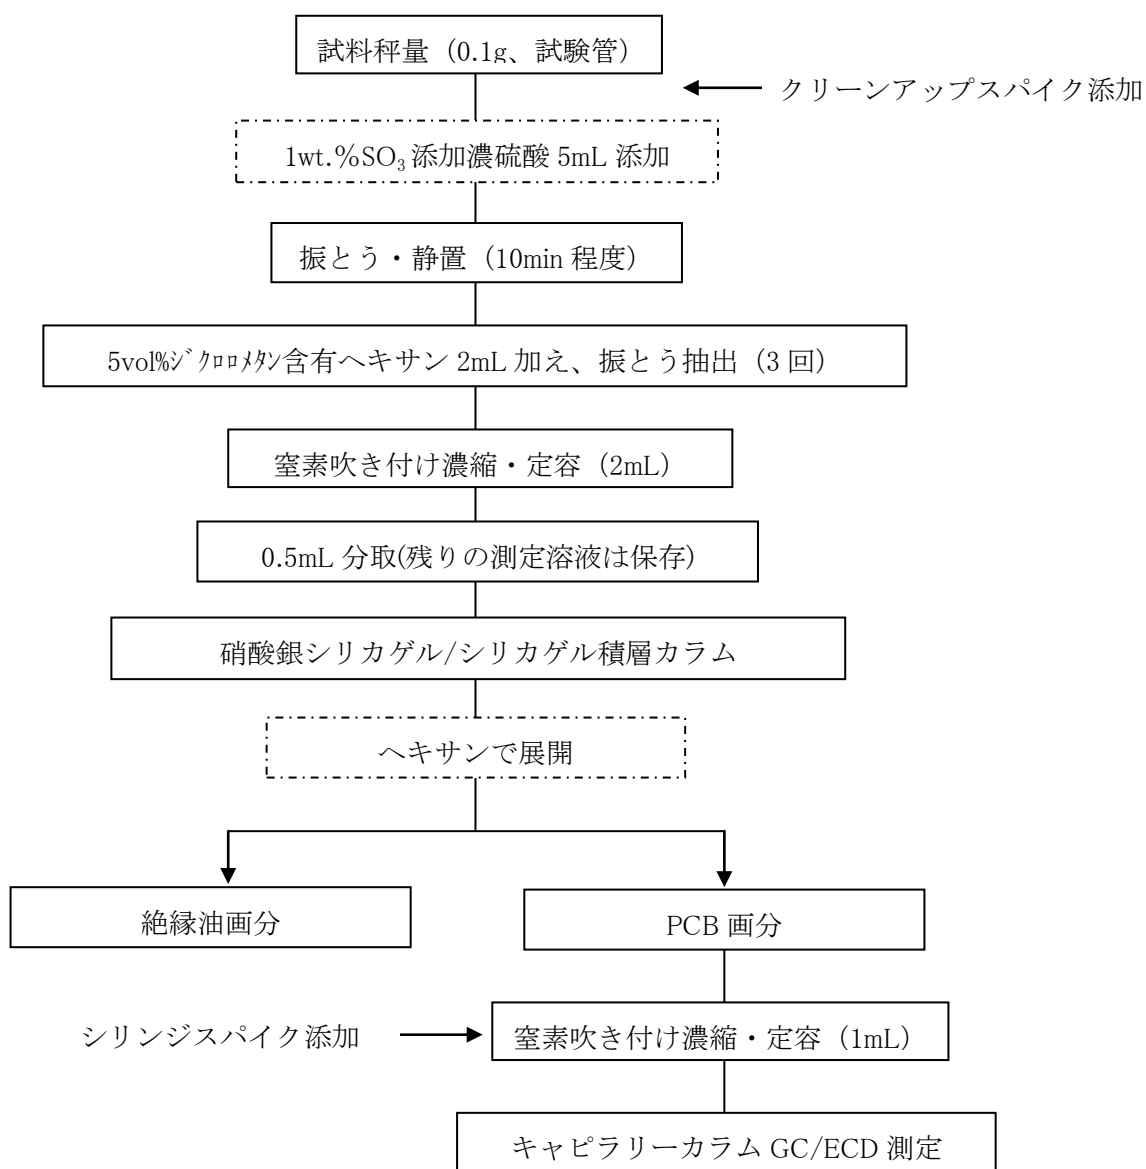 試料秤量（0.1g、試験管）
クリーンアップスパイク添加
1wt.%SO₃添加濃硫酸 5mL 添加
振とう・静置（10min 程度）
5vol%ｼﾞｸﾛﾛﾒﾀﾝ含有ヘキサン 2mL 加え、振とう抽出（3 回）
窒素吹き付け濃縮・定容（2mL）
0.5mL 分取(残りの測定溶液は保存)
硝酸銀シリカゲル/シリカゲル積層カラム
ヘキサンで展開
絶縁油画分
PCB 画分
シリンジスパイク添加
窒素吹き付け濃縮・定容（1mL）
キャピラリーカラム GC/ECD 測定